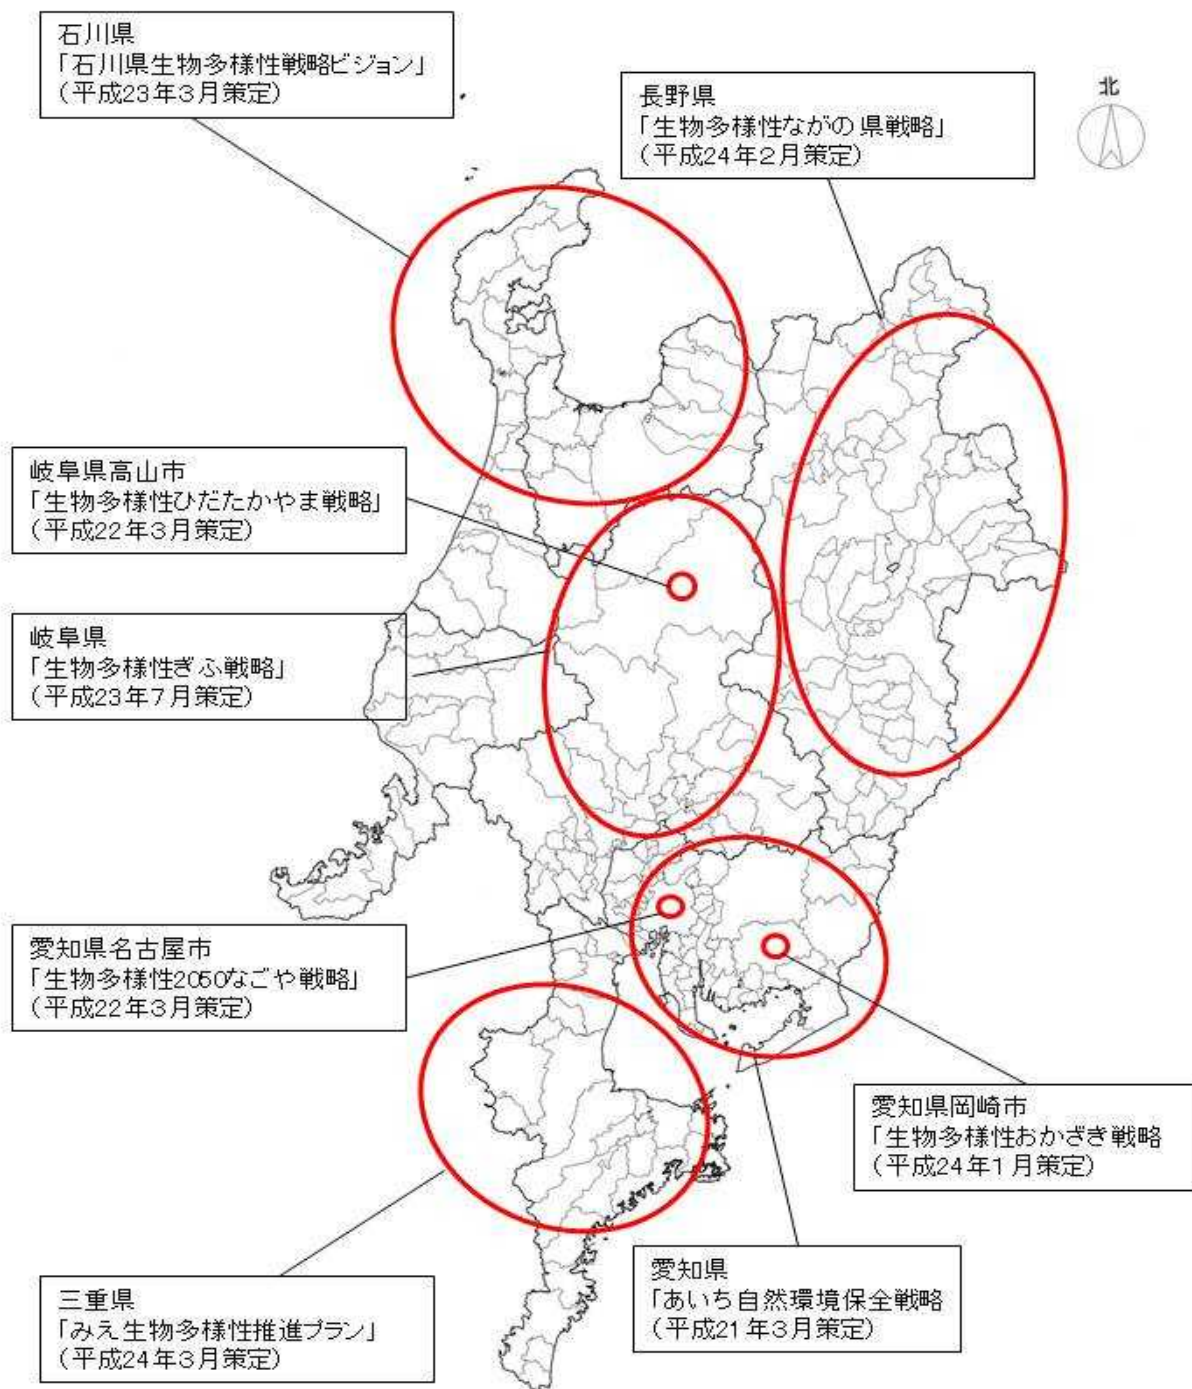 石川県
「石川県生物多様性戦略ビジョン」
(平成23年3月策定)
長野県
「生物多様性ながの県戦略」
(平成24年2月策定)
北
岐阜県高山市
「生物多様性ひだたかやま戦略」
(平成22年3月策定)
岐阜県
「生物多様性ぎふ戦略」
(平成23年7月策定)
愛知県名古屋市
「生物多様性2050なごや戦略」
(平成22年3月策定)
愛知県岡崎市
「生物多様性おかざき戦略
(平成24年1月策定)
愛知県
「あいち自然環境保全戦略
(平成21年3月策定)
三重県
「みえ生物多様性推進プラン」
(平成24年3月策定)